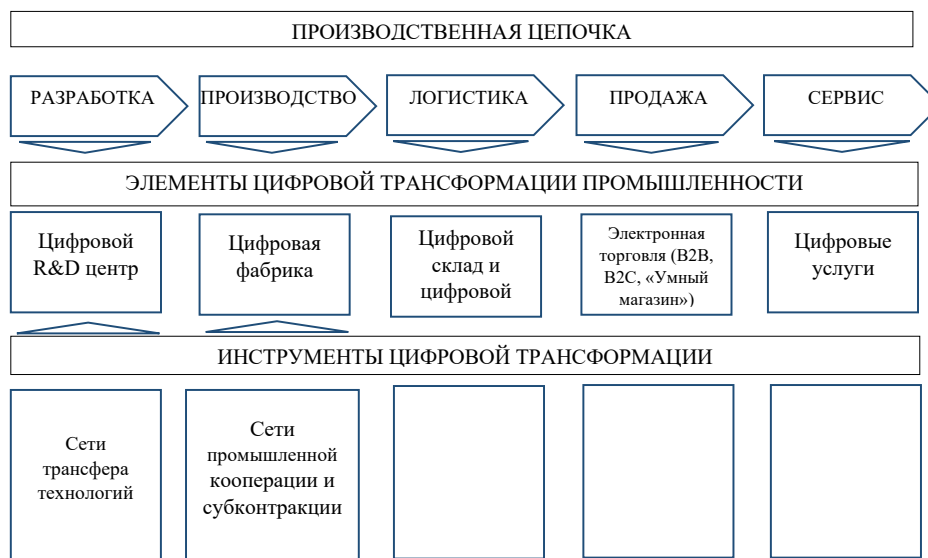 ПРОИЗВОДСТВЕННАЯ ЦЕПОЧКА
РАЗРАБОТКА
ПРОИЗВОДСТВО
ЛОГИСТИКА
ПРОДАЖА
СЕРВИС
ЭЛЕМЕНТЫ ЦИФРОВОЙ ТРАНСФОРМАЦИИ ПРОМЫШЛЕННОСТИ
Цифровой
R&D центр
Цифровая
фабрика
Цифровой
склад и
цифровой
Электронная
торговля (B2B,
B2C, «Умный
магазин»)
Цифровые
услуги
ИНСТРУМЕНТЫ ЦИФРОВОЙ ТРАНСФОРМАЦИИ
Сети
трансфера
технологий
Сети
промышленной
кооперации и
субконтракции